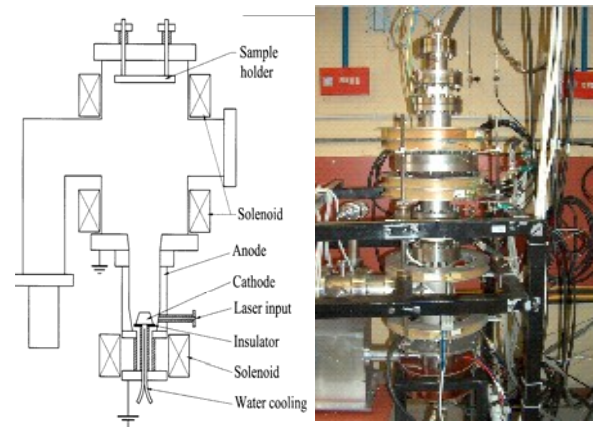 Sample
holder
Solenoid
Anode
Cathode
Laser input
Insulator
Solenoid
Water cooling